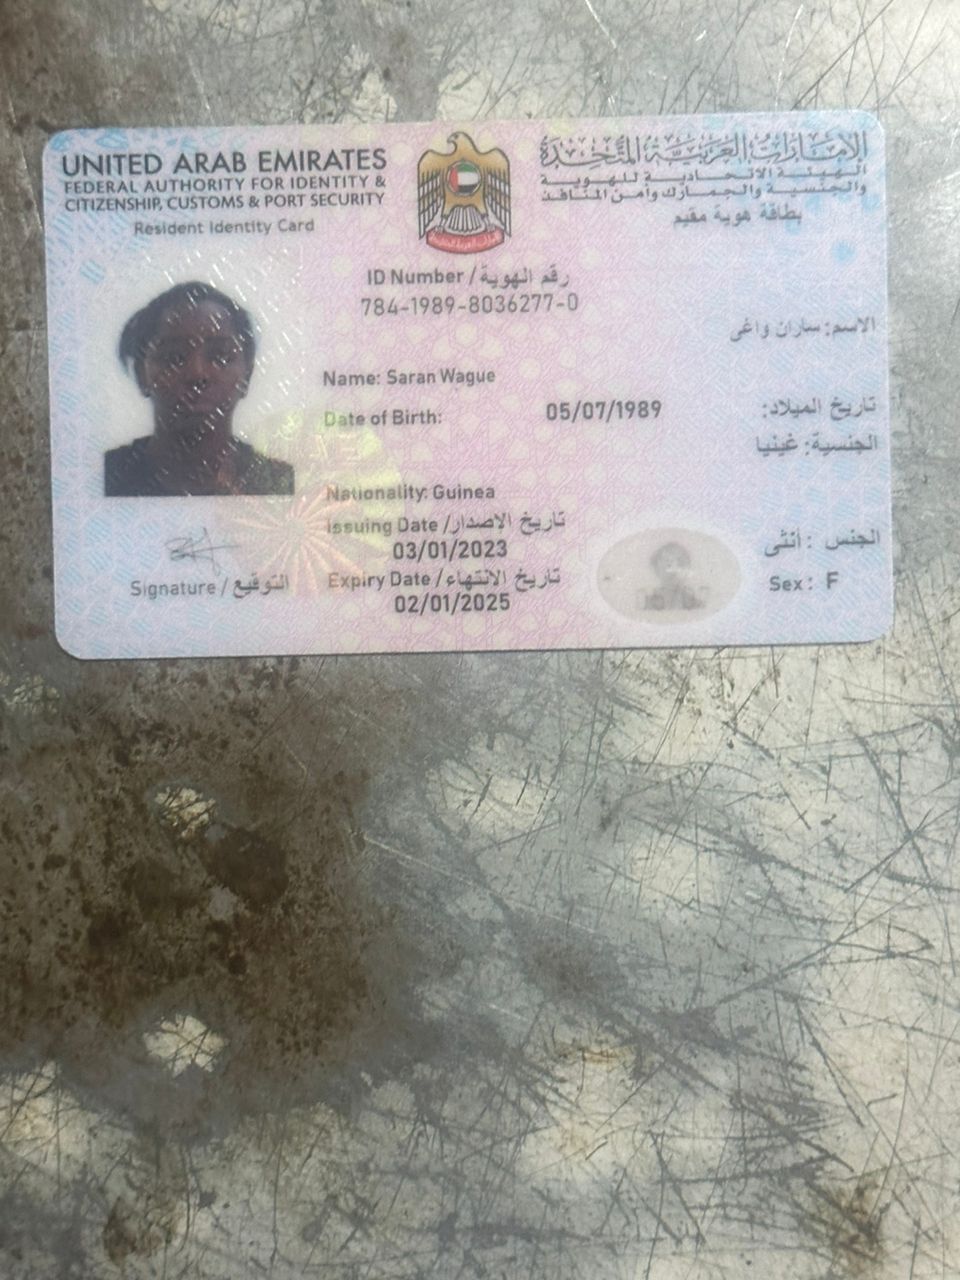 UNITED ARAB EMIRATES
FEDERAL AUTHORITY FOR IDENTITY &
CITIZENSHIP, CUSTOMS & PORT SECURITY
Resident Identity Card
الإمارات العربية المتحدة
الهيئة الاتحادية للهوية
والجنسية والجمارك وأمن المنافذ
بطاقة هوية مقيم
ID Number / رقم الهوية
784-1989-8036277-0
الاسم: ساران واغى
Name: Saran Wague
Date of Birth: 05/07/1989 تاريخ الميلاد:
الجنسية: غينيا
Nationality: Guinea
Issuing Date / تاريخ الاصدار
03/01/2023
الجنس : أنثى
Expiry Date / تاريخ الانتهاء
02/01/2025
Sex: F
Signature / التوقيع